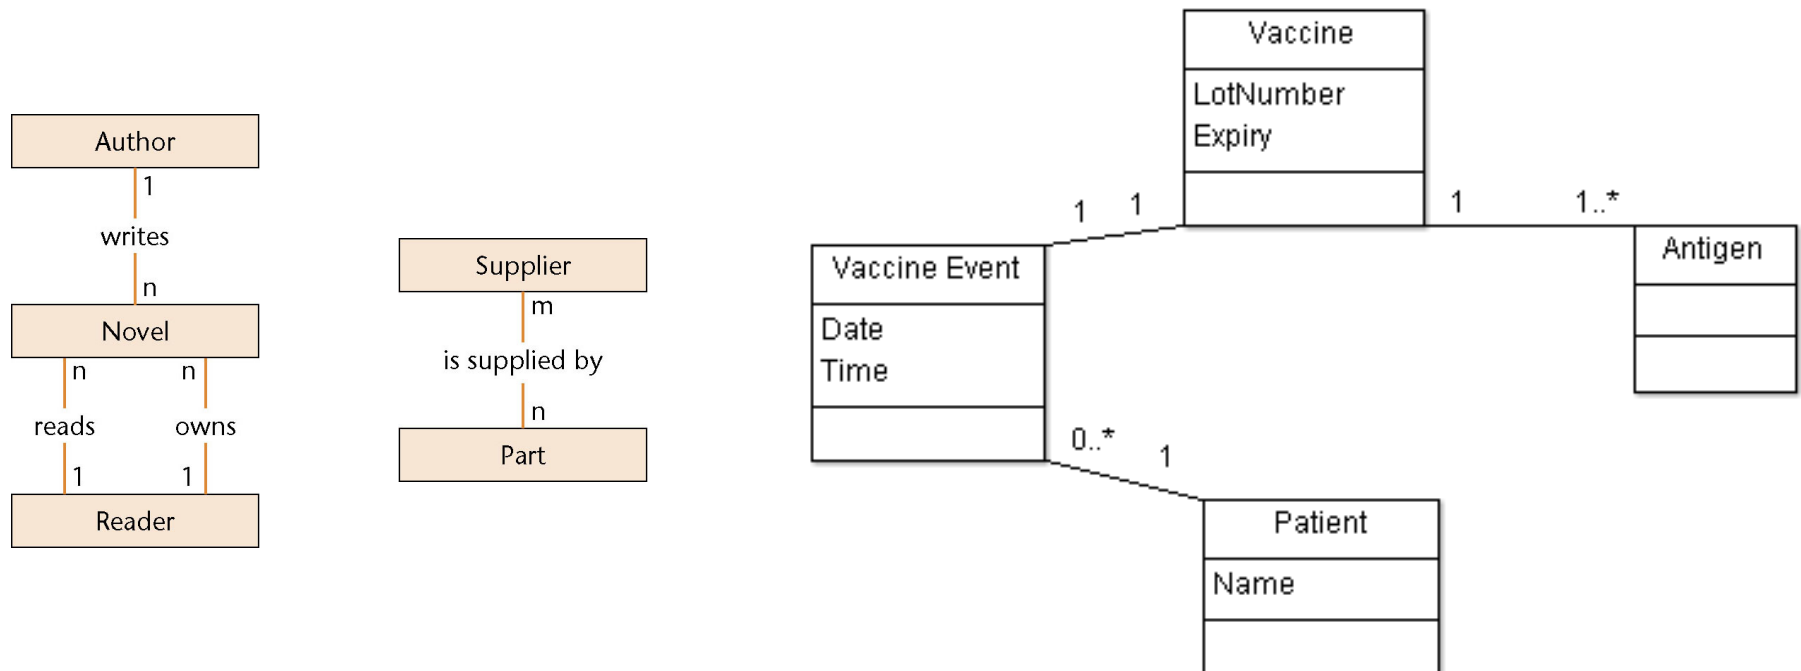 Author
1
writes
n
Novel
n
n
reads
owns
1
1
Reader
Supplier
m
is supplied by
n
Part
Vaccine
LotNumber
Expiry
1
1
1
1..*
Vaccine Event
Date
Time
Antigen
0..*
1
Patient
Name